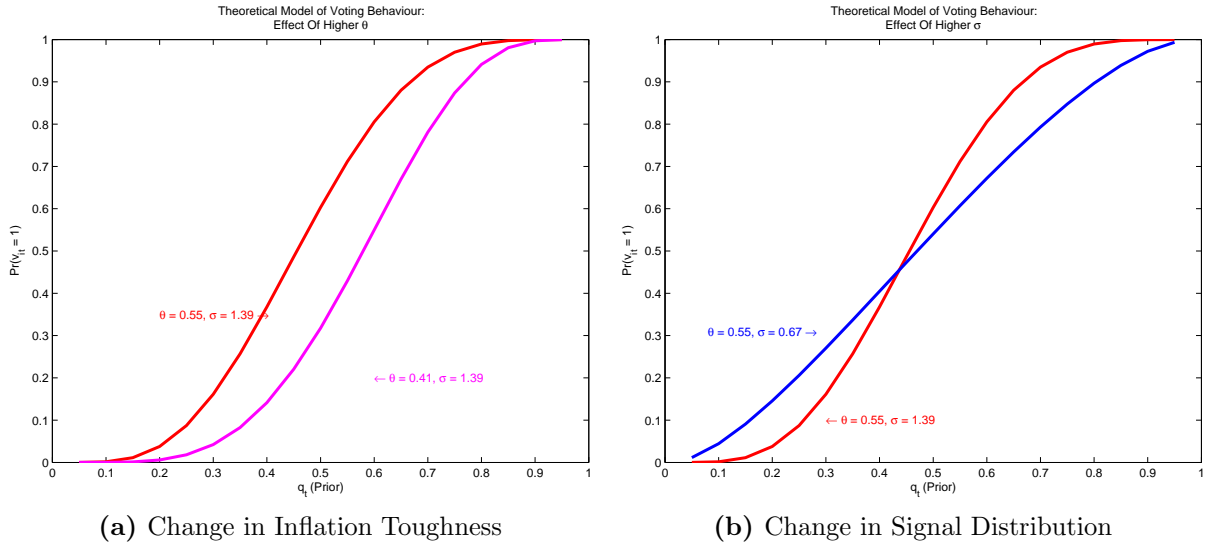 Theoretical Model of Voting Behaviour:
Effect Of Higher θ
1
0.9
0.8
0.7
0.6
0.5
0.4
0.3
0.2
0.1
0
Pr(v_it = 1)
θ = 0.55, σ = 1.39 →
← θ = 0.41, σ = 1.39
0 0.1 0.2 0.3 0.4 0.5 0.6 0.7 0.8 0.9 1
q_t (Prior)
(a) Change in Inflation Toughness
Theoretical Model of Voting Behaviour:
Effect Of Higher σ
1
0.9
0.8
0.7
0.6
0.5
0.4
0.3
0.2
0.1
0
Pr(v_it = 1)
θ = 0.55, σ = 0.67 →
← θ = 0.55, σ = 1.39
0 0.1 0.2 0.3 0.4 0.5 0.6 0.7 0.8 0.9 1
q_t (Prior)
(b) Change in Signal Distribution